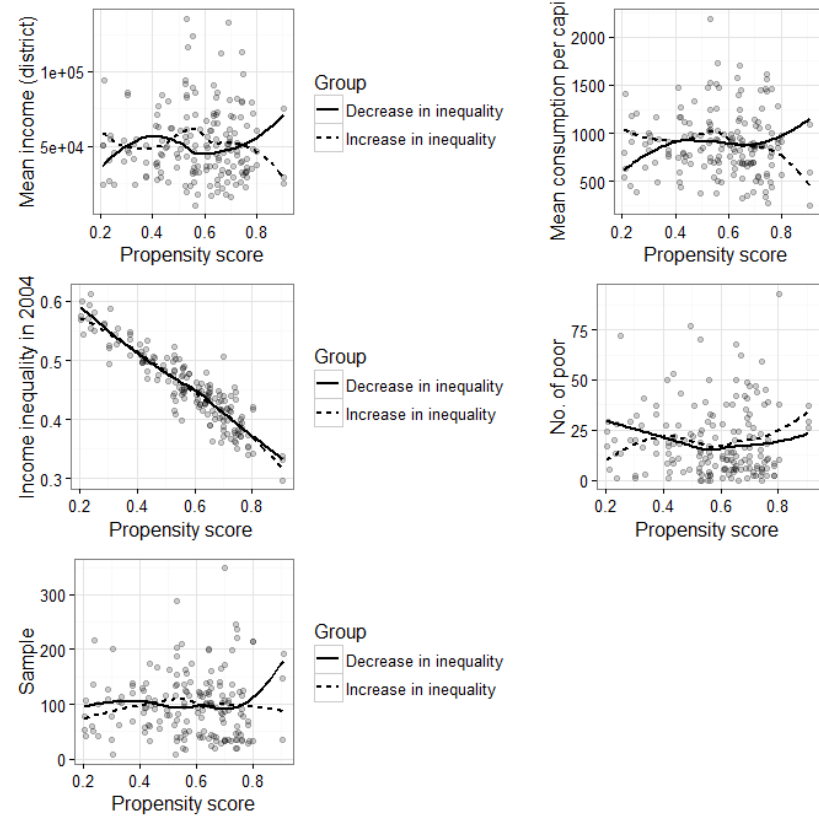 Mean income (district)
1e+05
5e+04
0.2 0.4 0.6 0.8
Propensity score
Group
Decrease in inequality
Increase in inequality
Mean consumption per capi
2000
1500
1000
500
0.2 0.4 0.6 0.8
Propensity score
Income inequality in 2004
0.6
0.5
0.4
0.3
0.2 0.4 0.6 0.8
Propensity score
Group
Decrease in inequality
Increase in inequality
No. of poor
75
50
25
0
0.2 0.4 0.6 0.8
Propensity score
Sample
300
200
100
0
0.2 0.4 0.6 0.8
Propensity score
Group
Decrease in inequality
Increase in inequality